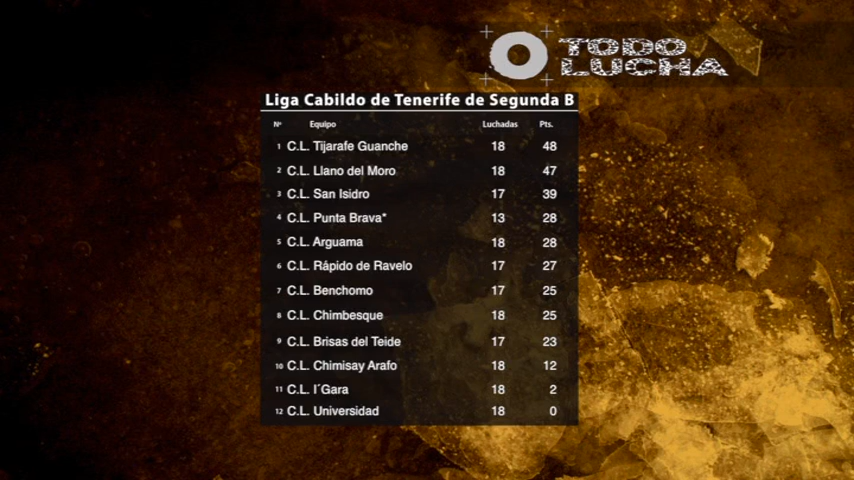 TODO
LUCHA
Liga Cabildo de Tenerife de Segunda B
Nº Equipo Luchadas Pts.
1 C.L. Tijarafe Guanche 18 48
2 C.L. Llano del Moro 18 47
3 C.L. San Isidro 17 39
4 C.L. Punta Brava* 13 28
5 C.L. Arguama 18 28
6 C.L. Rápido de Ravelo 17 27
7 C.L. Benchomo 17 25
8 C.L. Chimbesque 18 25
9 C.L. Brisas del Teide 17 23
10 C.L. Chimisay Arafo 18 12
11 C.L. I´Gara 18 2
12 C.L. Universidad 18 0